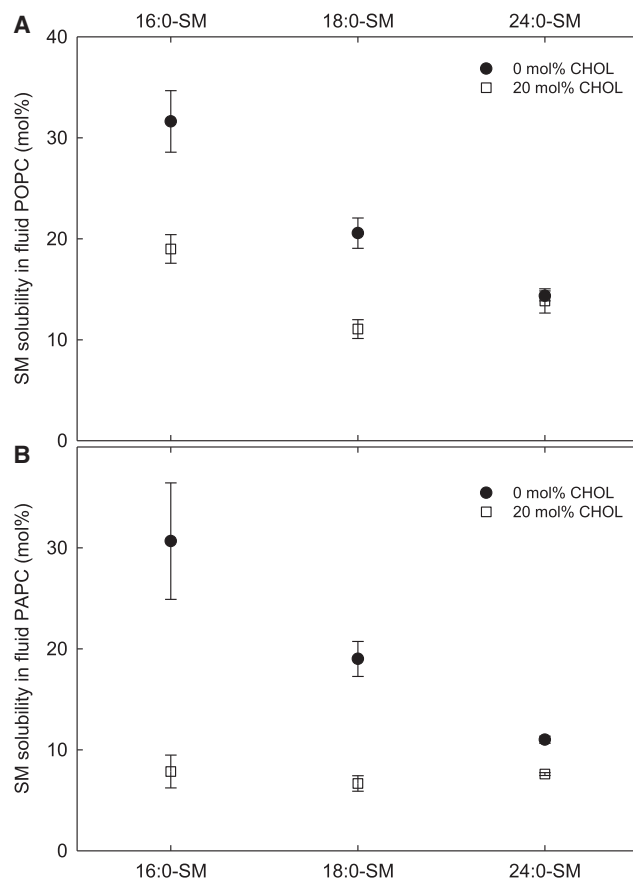 A
16:0-SM 18:0-SM 24:0-SM
40
30
20
10
0
SM solubility in fluid POPC (mol%)
0 mol% CHOL
20 mol% CHOL
B
30
20
10
0
SM solubility in fluid PAPC (mol%)
0 mol% CHOL
20 mol% CHOL
16:0-SM 18:0-SM 24:0-SM